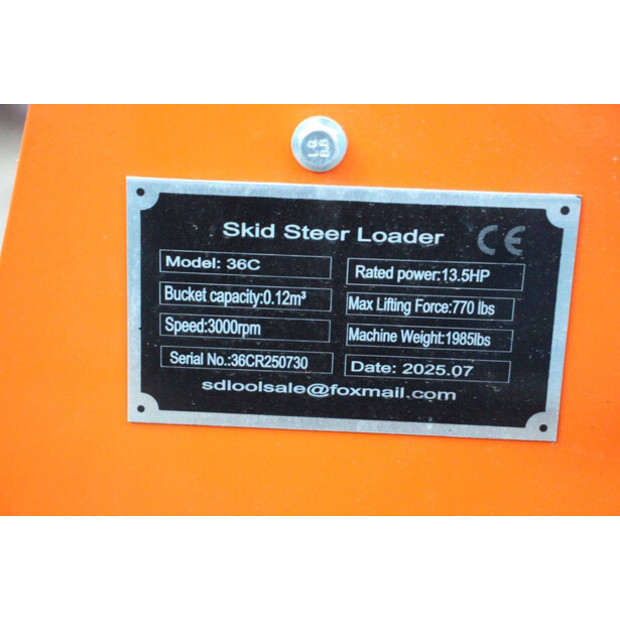 Skid Steer Loader CE
Model: 36C
Rated power:13.5HP
Bucket capacity:0.12m³
Max Lifting Force:770 lbs
Speed:3000rpm
Machine Weight:1985lbs
Serial No.:36CR250730
Date: 2025.07
sdloolsale@foxmail.com